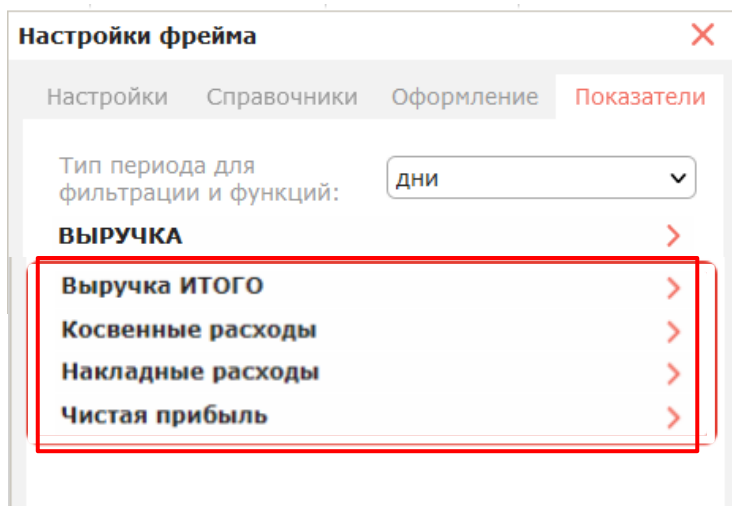 Настройки фрейма
Настройки Справочники Оформление Показатели
Тип периода для
фильтрации и функций:
дни
ВЫРУЧКА
Выручка ИТОГО
Косвенные расходы
Накладные расходы
Чистая прибыль